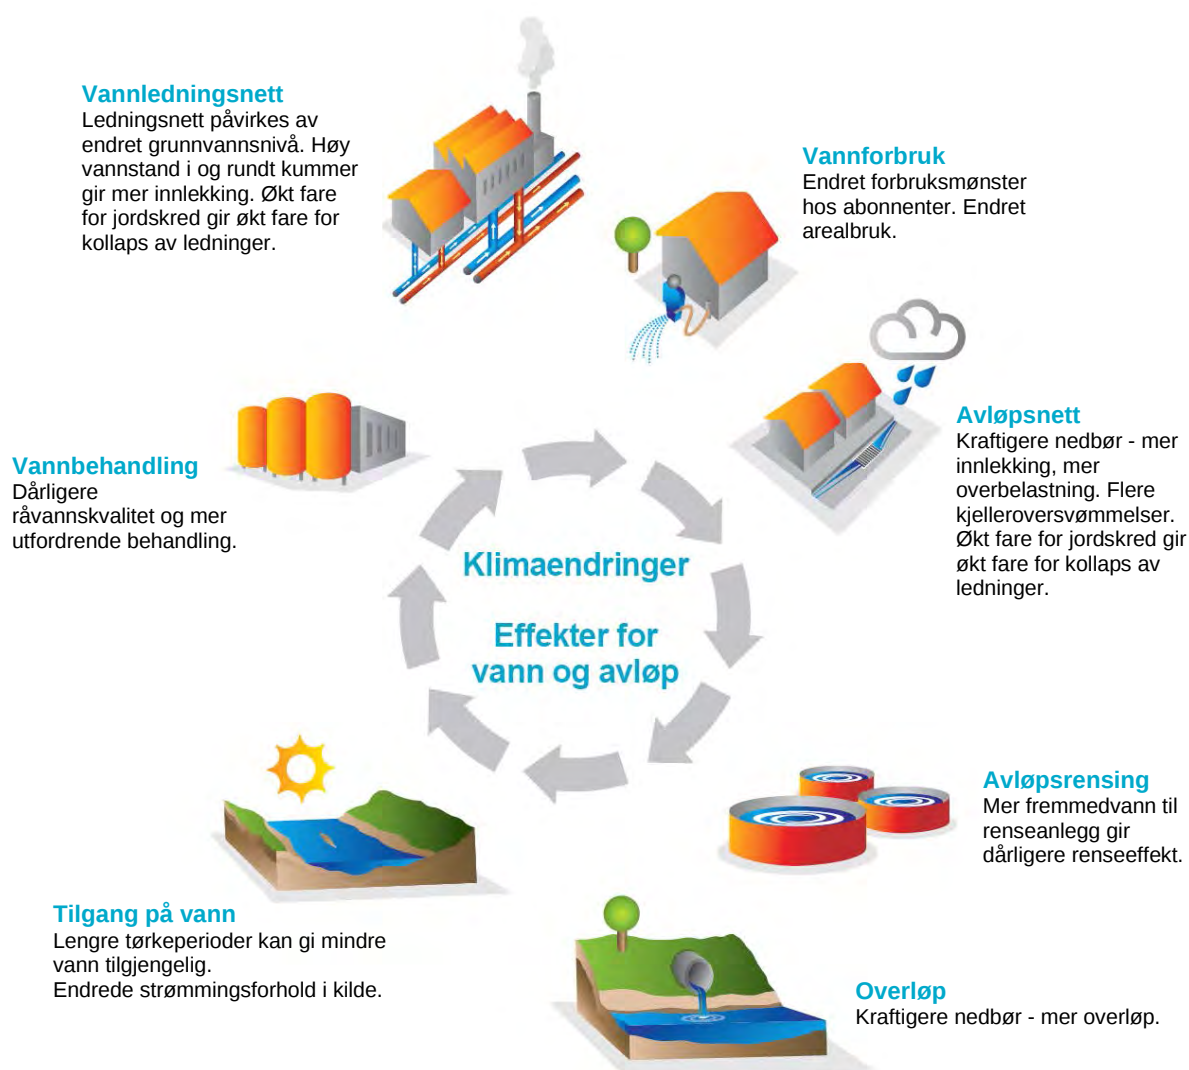 Vannledningsnett
Ledningsnett påvirkes av
endret grunnvannsnivå. Høy
vannstand i og rundt kummer
gir mer innlekking. Økt fare
for jordskred gir økt fare for
kollaps av ledninger.
Vannforbruk
Endret forbruksmønster
hos abonnenter. Endret
arealbruk.
Avløpsnett
Kraftigere nedbør - mer
innlekking, mer
overbelastning. Flere
kjelleroversvømmelser.
Økt fare for jordskred gir
økt fare for kollaps av
ledninger.
Vannbehandling
Dårligere
råvannskvalitet og mer
utfordrende behandling.
Klimaendringer
Effekter for
vann og avløp
Avløpsrensing
Mer fremmedvann til
renseanlegg gir
dårligere renseeffekt.
Tilgang på vann
Lengre tørkeperioder kan gi mindre
vann tilgjengelig.
Endrede strømmingsforhold i kilde.
Overløp
Kraftigere nedbør - mer overløp.